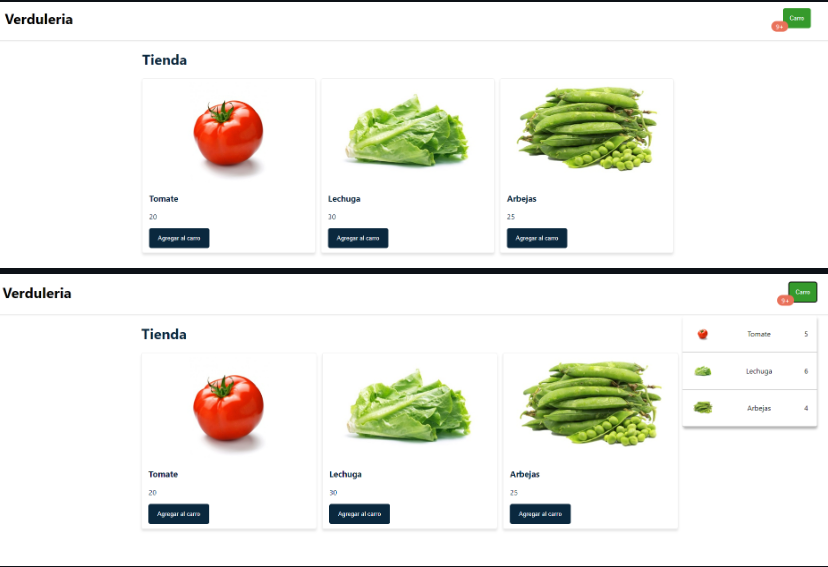 Verduleria
Carro
9+
Tienda
Tomate
20
Agregar al carro
Lechuga
30
Agregar al carro
Arbejas
25
Agregar al carro
Verduleria
Carro
9+
Tomate 5
Lechuga 6
Arbejas 4
Tienda
Tomate
20
Agregar al carro
Lechuga
30
Agregar al carro
Arbejas
25
Agregar al carro